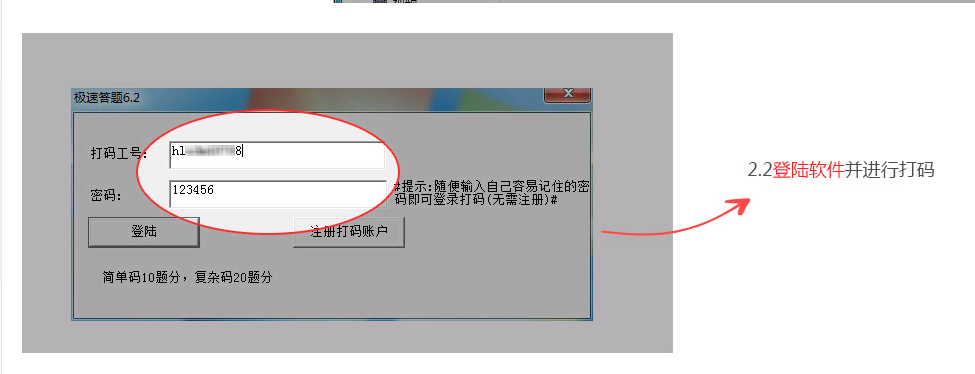 极速答题6.2
打码工号:
密码:
123456
#提示:随便输入自己容易记住的密
码即可登录打码(无需注册)#
登陆
注册打码账户
简单码10题分，复杂码20题分
2.2登陆软件并进行打码